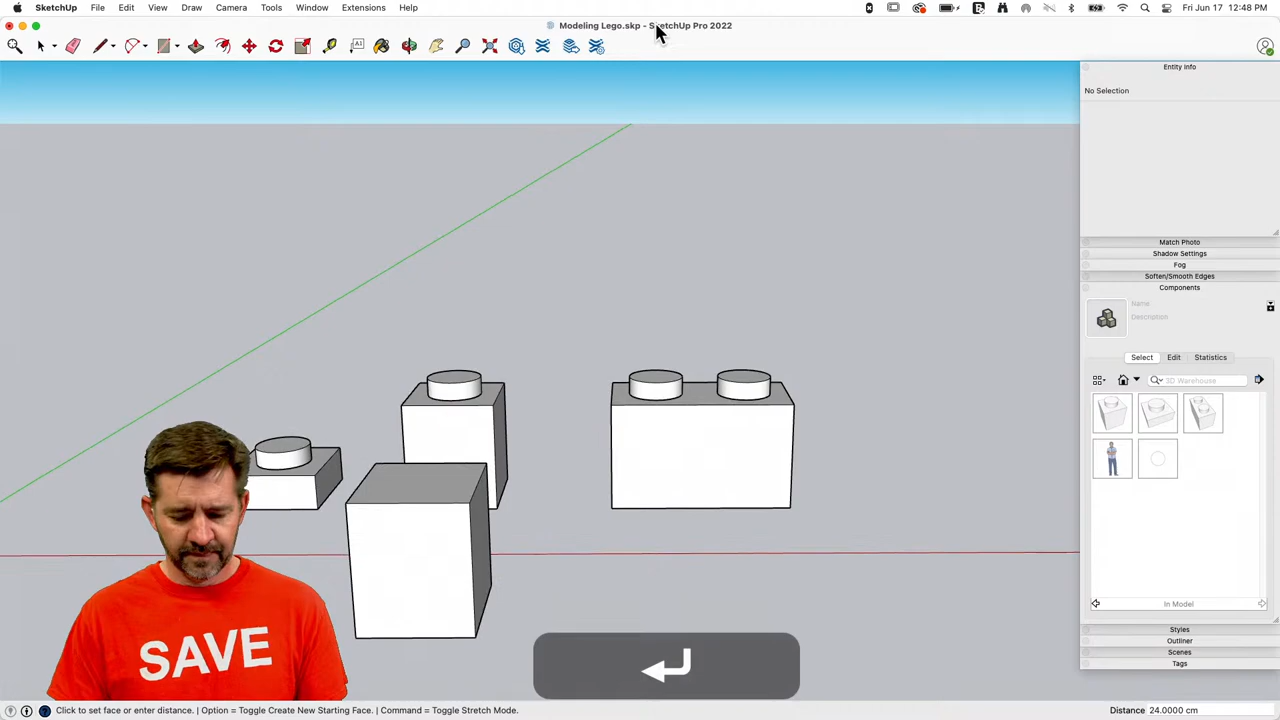 SketchUp File Edit View Draw Camera Tools Window Extensions Help Fri Jun 17 12:48 PM
Modeling Lego.skp - SketchUp Pro 2022
Entity Info
No Selection
Match Photo
Shadow Settings
Fog
Soften/Smooth Edges
Components
Name
Description
Select Edit Statistics
3D Warehouse
In Model
Styles
Outliner
Scenes
Tags
SAVE
Click to set face or enter distance. | Option = Toggle Create New Starting Face. | Command = Toggle Stretch Mode. Distance 24.0000 cm